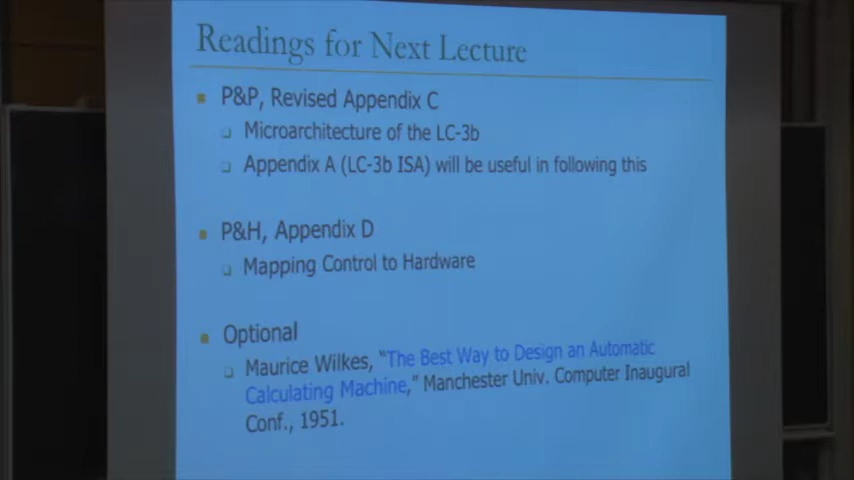 Readings for Next Lecture
P&P, Revised Appendix C
Microarchitecture of the LC-3b
Appendix A (LC-3b ISA) will be useful in following this
P&H, Appendix D
Mapping Control to Hardware
Optional
Maurice Wilkes, “The Best Way to Design an Automatic
Calculating Machine,” Manchester Univ. Computer Inaugural
Conf., 1951.